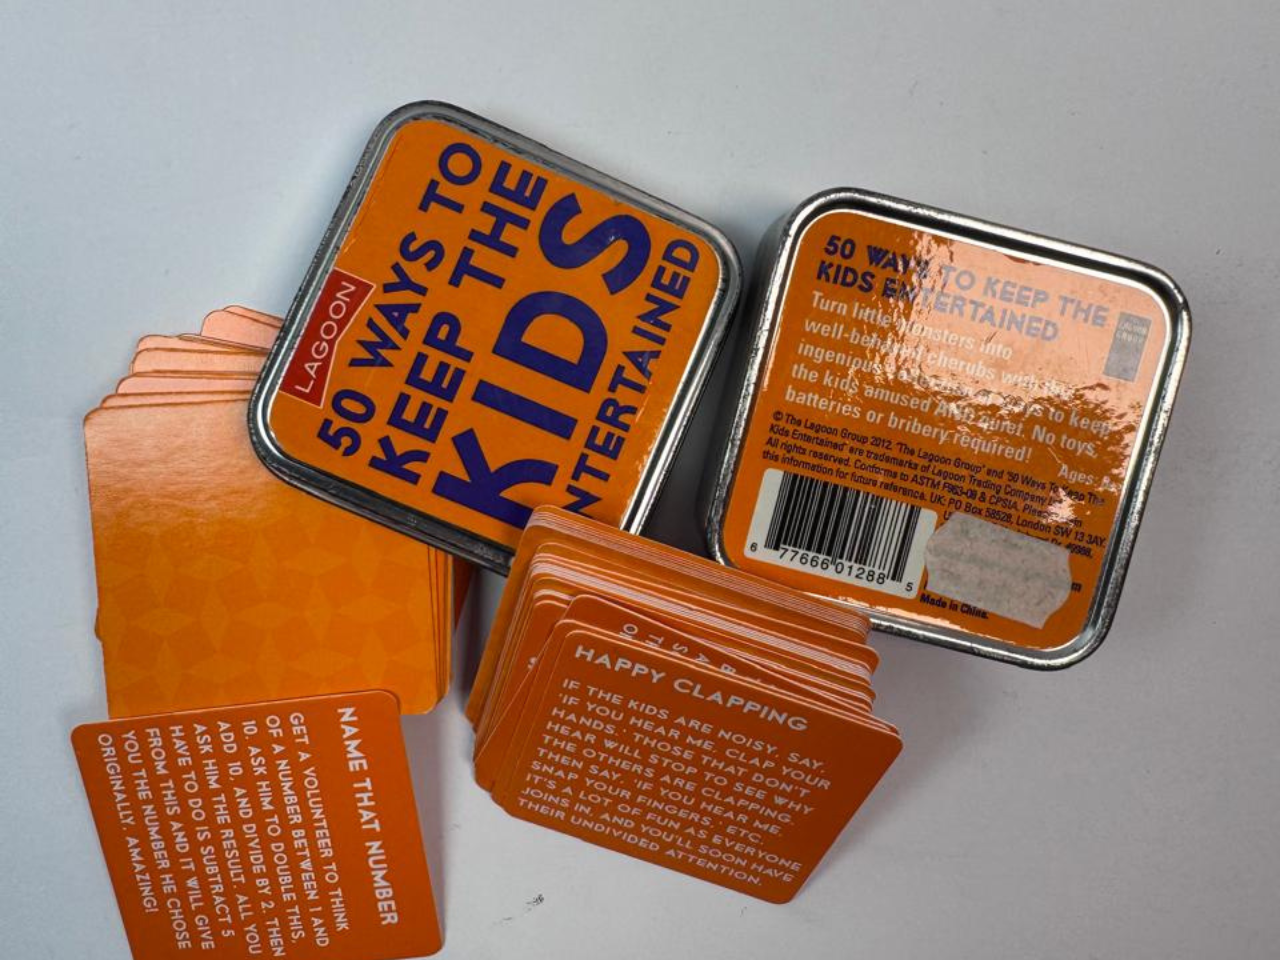 LAGOON
50 WAYS TO
KEEP THE
KIDS
ENTERTAINED
50 WAYS TO KEEP THE
KIDS ENTERTAINED
Turn little monsters into
well-behaved cherubs with
ingenious ways to keep
the kids amused AND quiet. No toys,
batteries or bribery required!
Ages:
© The Lagoon Group 2012. 'The Lagoon Group' and '50 Ways To Keep The
Kids Entertained' are trademarks of Lagoon Trading Company
All rights reserved. Conforms to ASTM F963-08 & CPSIA. Please
this information for future reference. UK: PO Box 58528, London SW 13 3AY.
6 77666 01288 5
Made in China.
HAPPY CLAPPING
IF THE KIDS ARE NOISY, SAY,
'IF YOU HEAR ME, CLAP YOUR
HANDS.' THOSE THAT DON'T
HEAR WILL STOP TO SEE WHY
THE OTHERS ARE CLAPPING.
THEN SAY, 'IF YOU HEAR ME,
SNAP YOUR FINGERS', ETC.
IT'S A LOT OF FUN AS EVERYONE
JOINS IN, AND YOU'LL SOON HAVE
THEIR UNDIVIDED ATTENTION.
NAME THAT NUMBER
GET A VOLUNTEER TO THINK
OF A NUMBER BETWEEN 1 AND
10. ASK HIM TO DOUBLE THIS,
ADD 10, AND DIVIDE BY 2. THEN
ASK HIM THE RESULT. ALL YOU
HAVE TO DO IS SUBTRACT 5
FROM THIS AND IT WILL GIVE
YOU THE NUMBER HE CHOSE
ORIGINALLY. AMAZING!